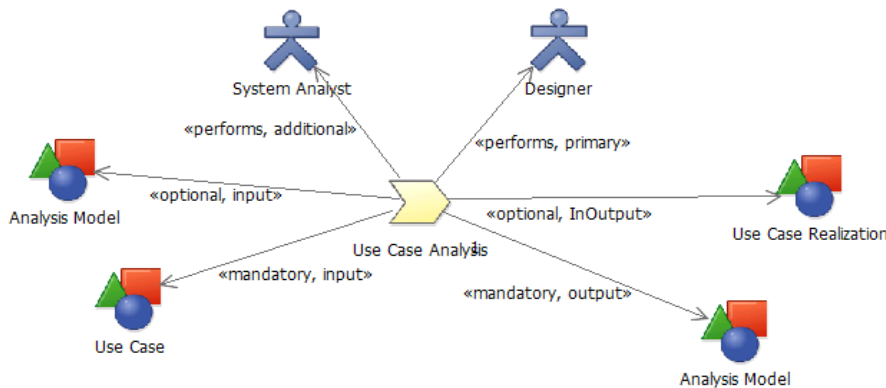 System Analyst
Designer
«performs, additional»
«performs, primary»
«optional, input»
Analysis Model
«optional, InOutput»
Use Case Realization
Use Case Analysis
1
«mandatory, input»
«mandatory, output»
Use Case
Analysis Model